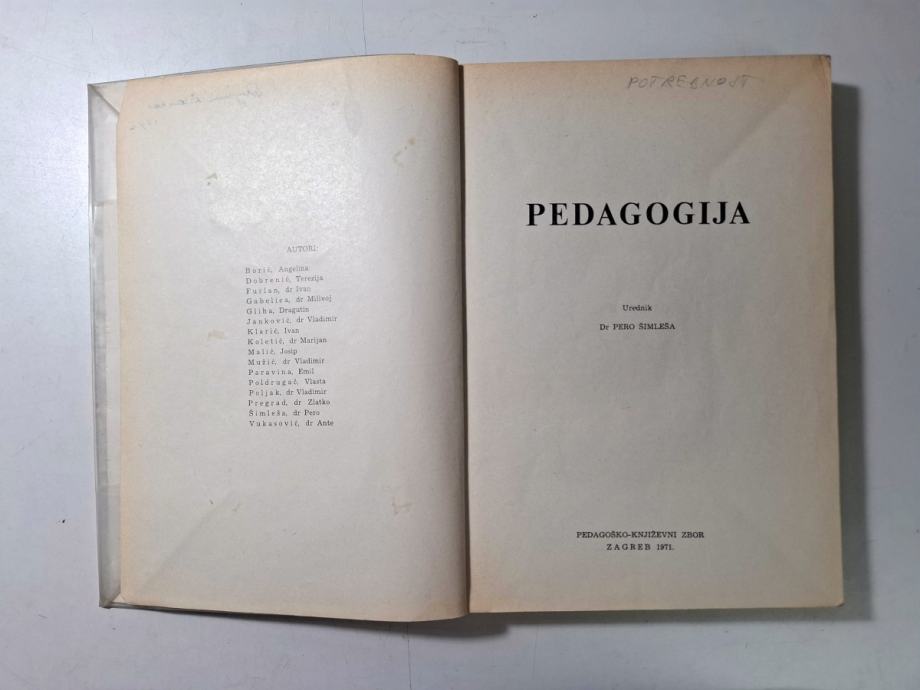 AUTORI:
Borić, Angelina
Dobrenić, Terezija
Furlan, dr Ivan
Gabelica, dr Milivoj
Gliha, Dragutin
Janković, dr Vladimir
Klarić, Ivan
Koletić, dr Marijan
Malić, Josip
Mužić, dr Vladimir
Paravina, Emil
Poldrugač, Vlasta
Poljak, dr Vladimir
Pregrad, dr Zlatko
Šimleša, dr Pero
Vukasović, dr Ante
POTREBNOST
PEDAGOGIJA
Urednik
Dr PERO ŠIMLEŠA
PEDAGOŠKO-KNJIŽEVNI ZBOR
ZAGREB 1971.